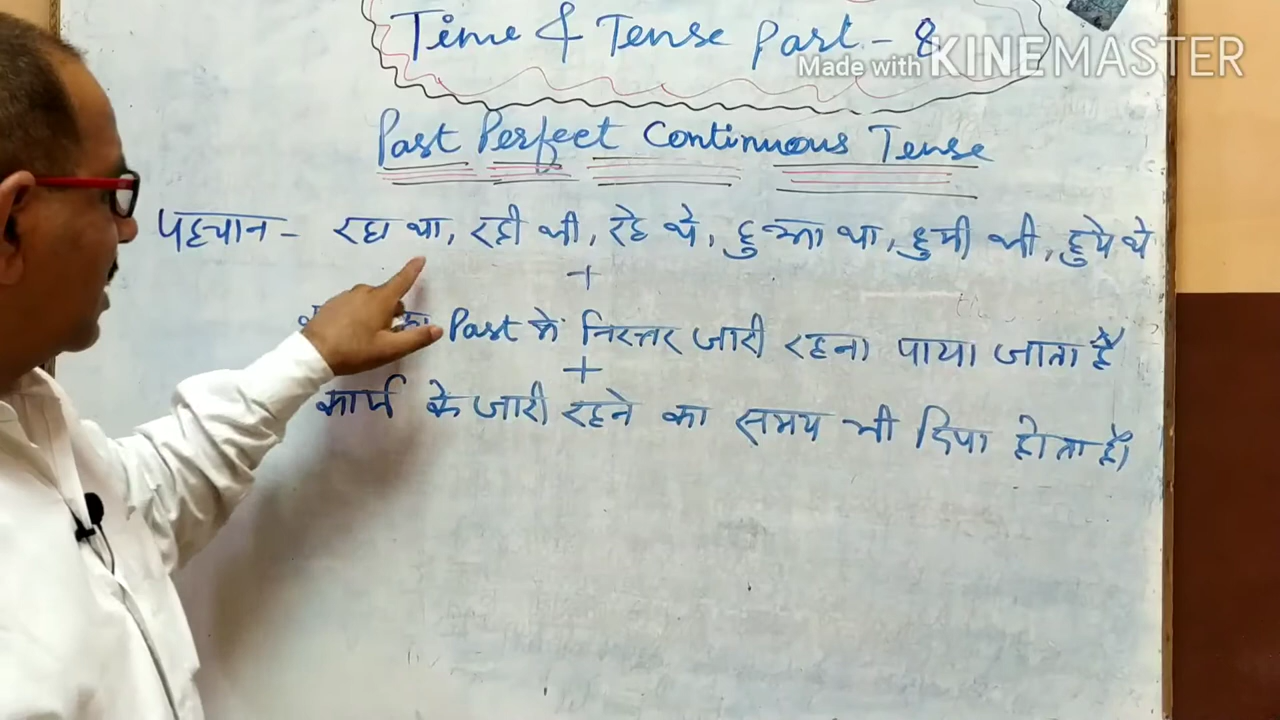 Time & Tense Part - 8
Made with KINEMASTER
Past Perfect Continuous Tense
पहचान - रहा था, रही थी, रहे थे, हुआ था, हुयी थी, हुये थे
+
Past में निरन्तर जारी रहना पाया जाता है
+
कार्य के जारी रहने का समय भी दिया होता है।